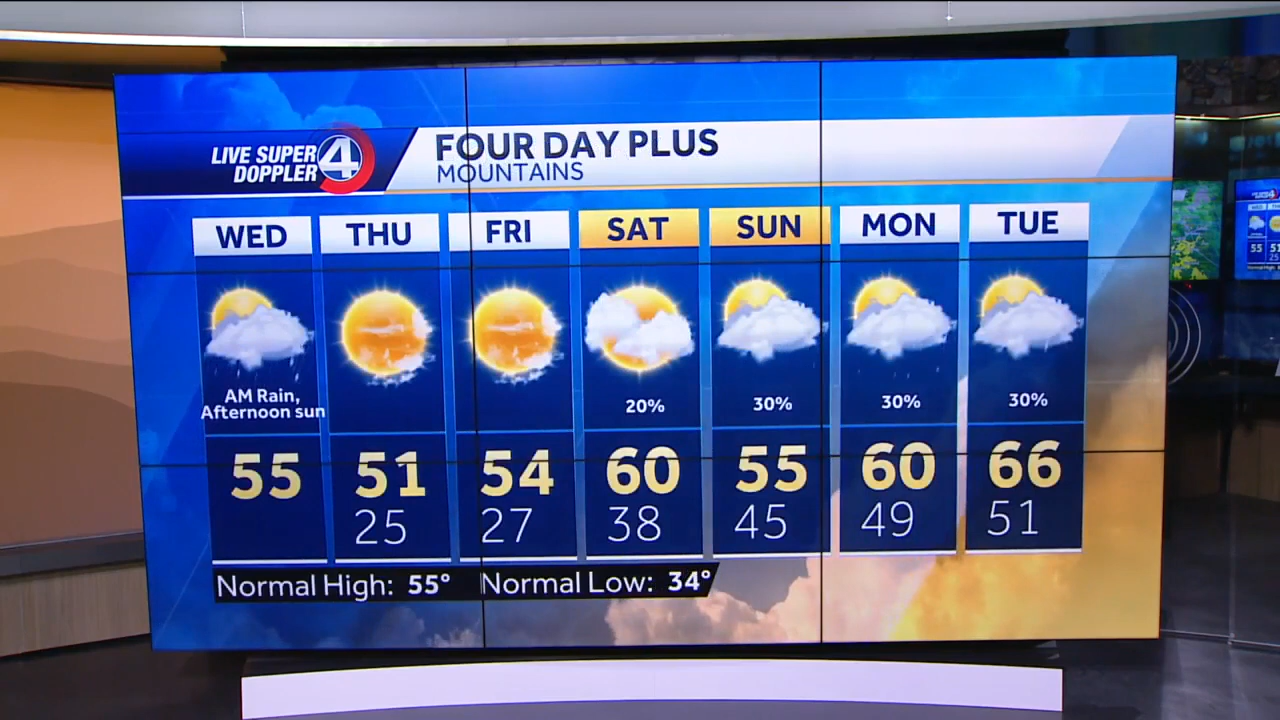 LIVE SUPER
DOPPLER 4
FOUR DAY PLUS
MOUNTAINS
WED THU FRI SAT SUN MON TUE
AM Rain,
Afternoon sun
20% 30% 30% 30%
55 51 54 60 55 60 66
25 27 38 45 49 51
Normal High: 55° Normal Low: 34°